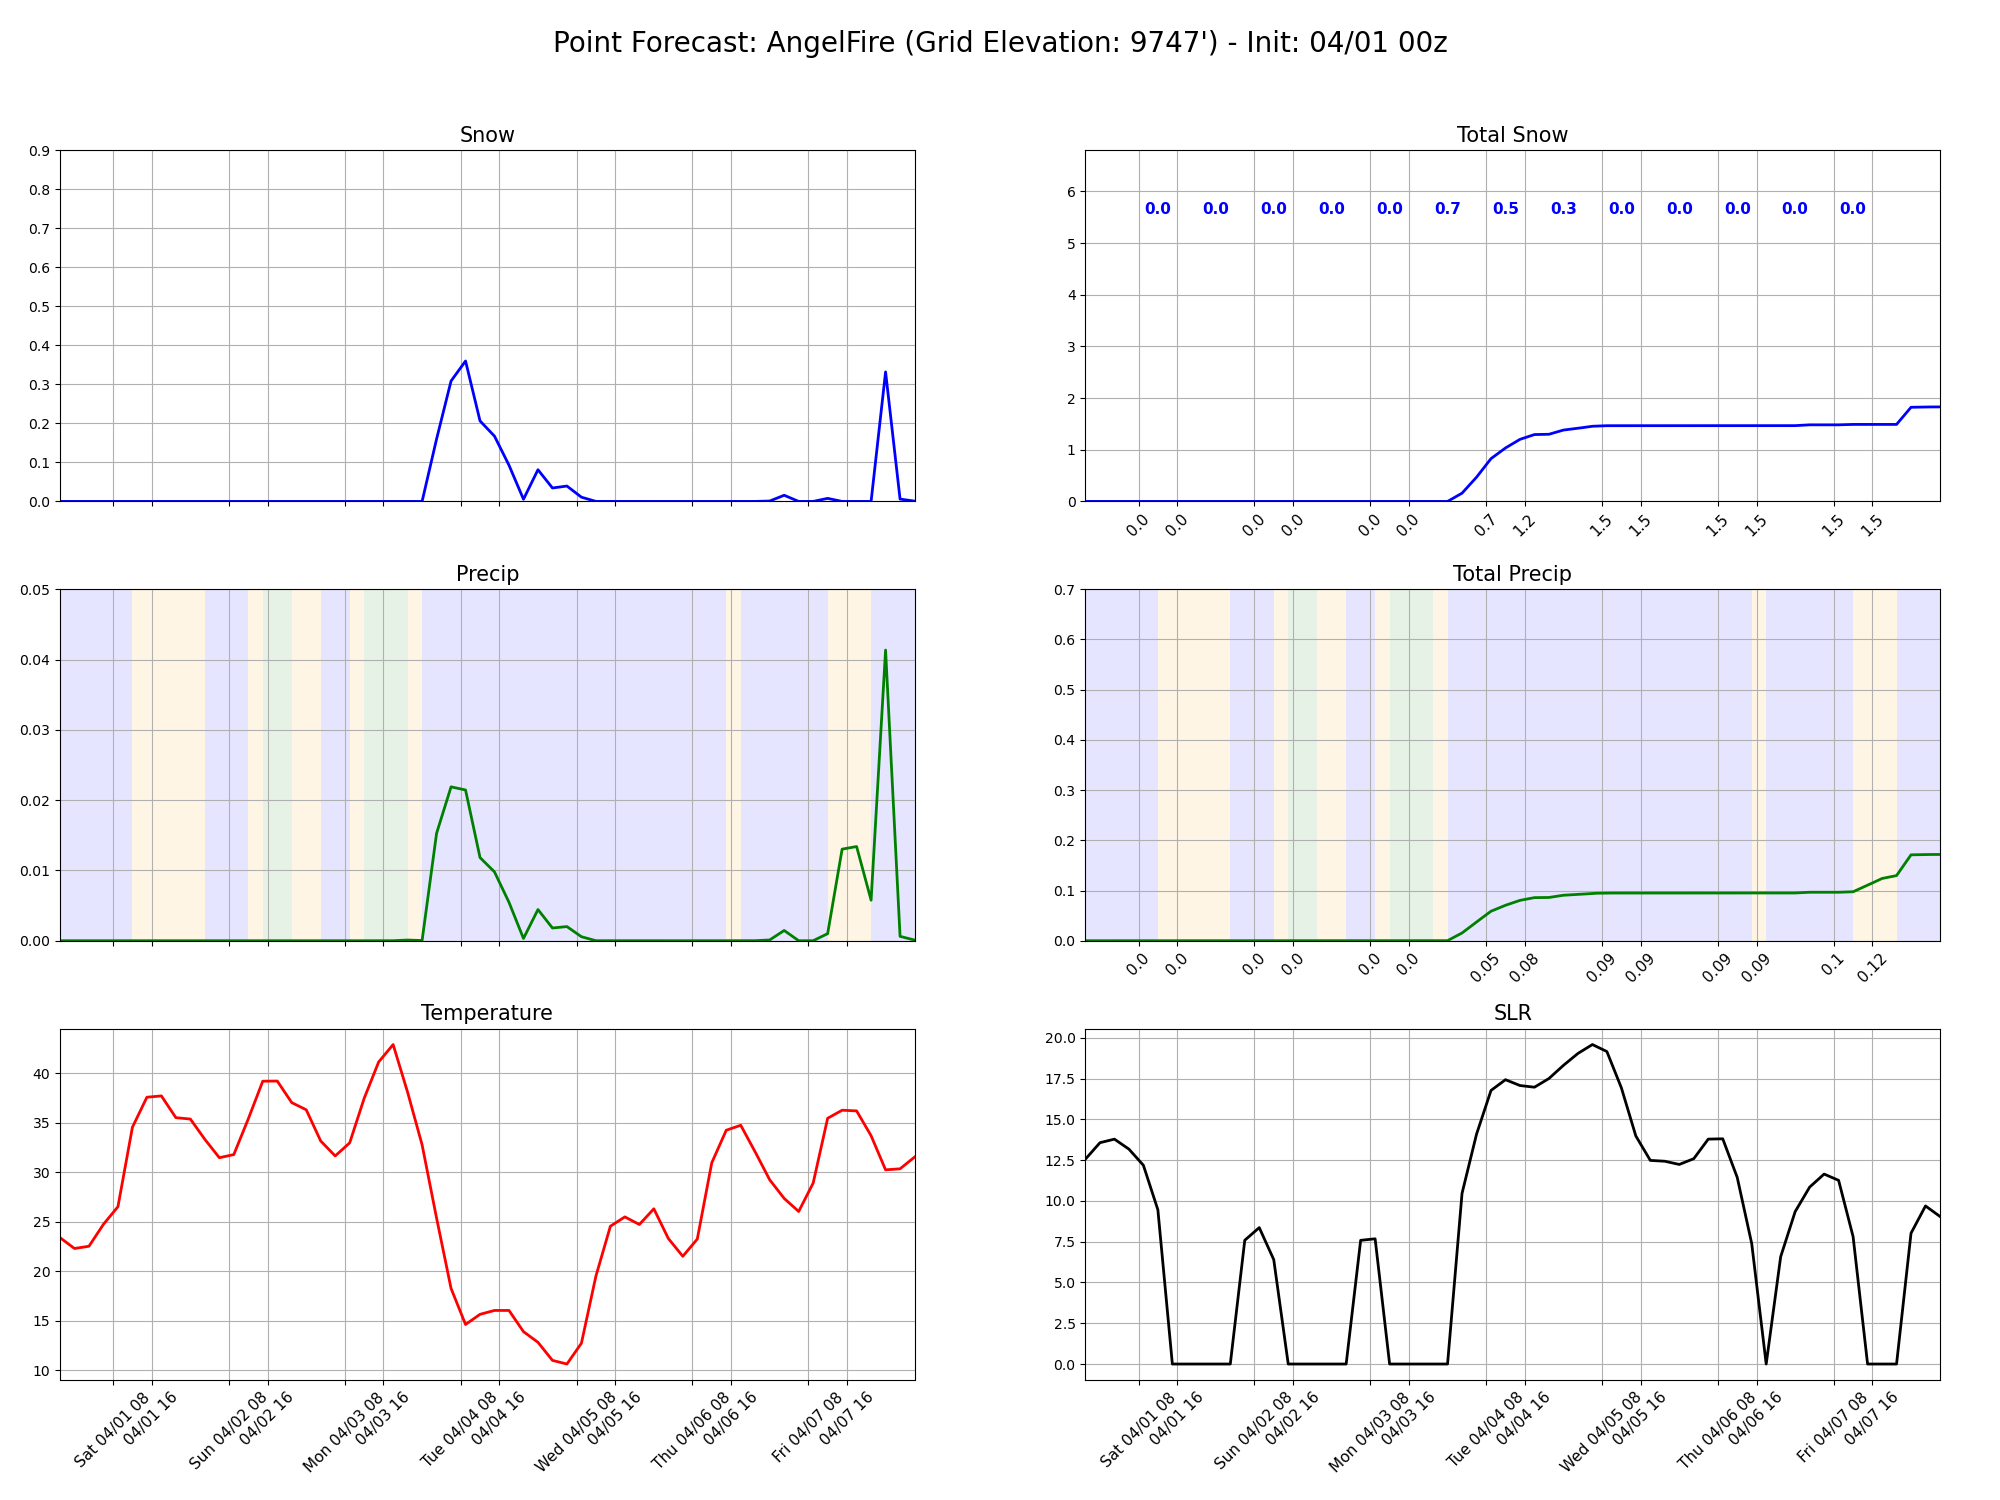 Point Forecast: AngelFire (Grid Elevation: 9747') - Init: 04/01 00z
Snow
0.9
0.8
0.7
0.6
0.5
0.4
0.3
0.2
0.1
0.0
Total Snow
6
5
4
3
2
1
0
0.0 0.0 0.0 0.0 0.0 0.7 0.5 0.3 0.0 0.0 0.0 0.0 0.0
0.0 0.0 0.0 0.0 0.0 0.0 0.7 1.2 1.5 1.5 1.5 1.5 1.5 1.5
Precip
0.05
0.04
0.03
0.02
0.01
0.00
Total Precip
0.7
0.6
0.5
0.4
0.3
0.2
0.1
0.0
0.0 0.0 0.0 0.0 0.0 0.0 0.05 0.08 0.09 0.09 0.09 0.09 0.1 0.12
Temperature
40
35
30
25
20
15
10
Sat 04/01 08
04/01 16
Sun 04/02 08
04/02 16
Mon 04/03 08
04/03 16
Tue 04/04 08
04/04 16
Wed 04/05 08
04/05 16
Thu 04/06 08
04/06 16
Fri 04/07 08
04/07 16
SLR
20.0
17.5
15.0
12.5
10.0
7.5
5.0
2.5
0.0
Sat 04/01 08
04/01 16
Sun 04/02 08
04/02 16
Mon 04/03 08
04/03 16
Tue 04/04 08
04/04 16
Wed 04/05 08
04/05 16
Thu 04/06 08
04/06 16
Fri 04/07 08
04/07 16